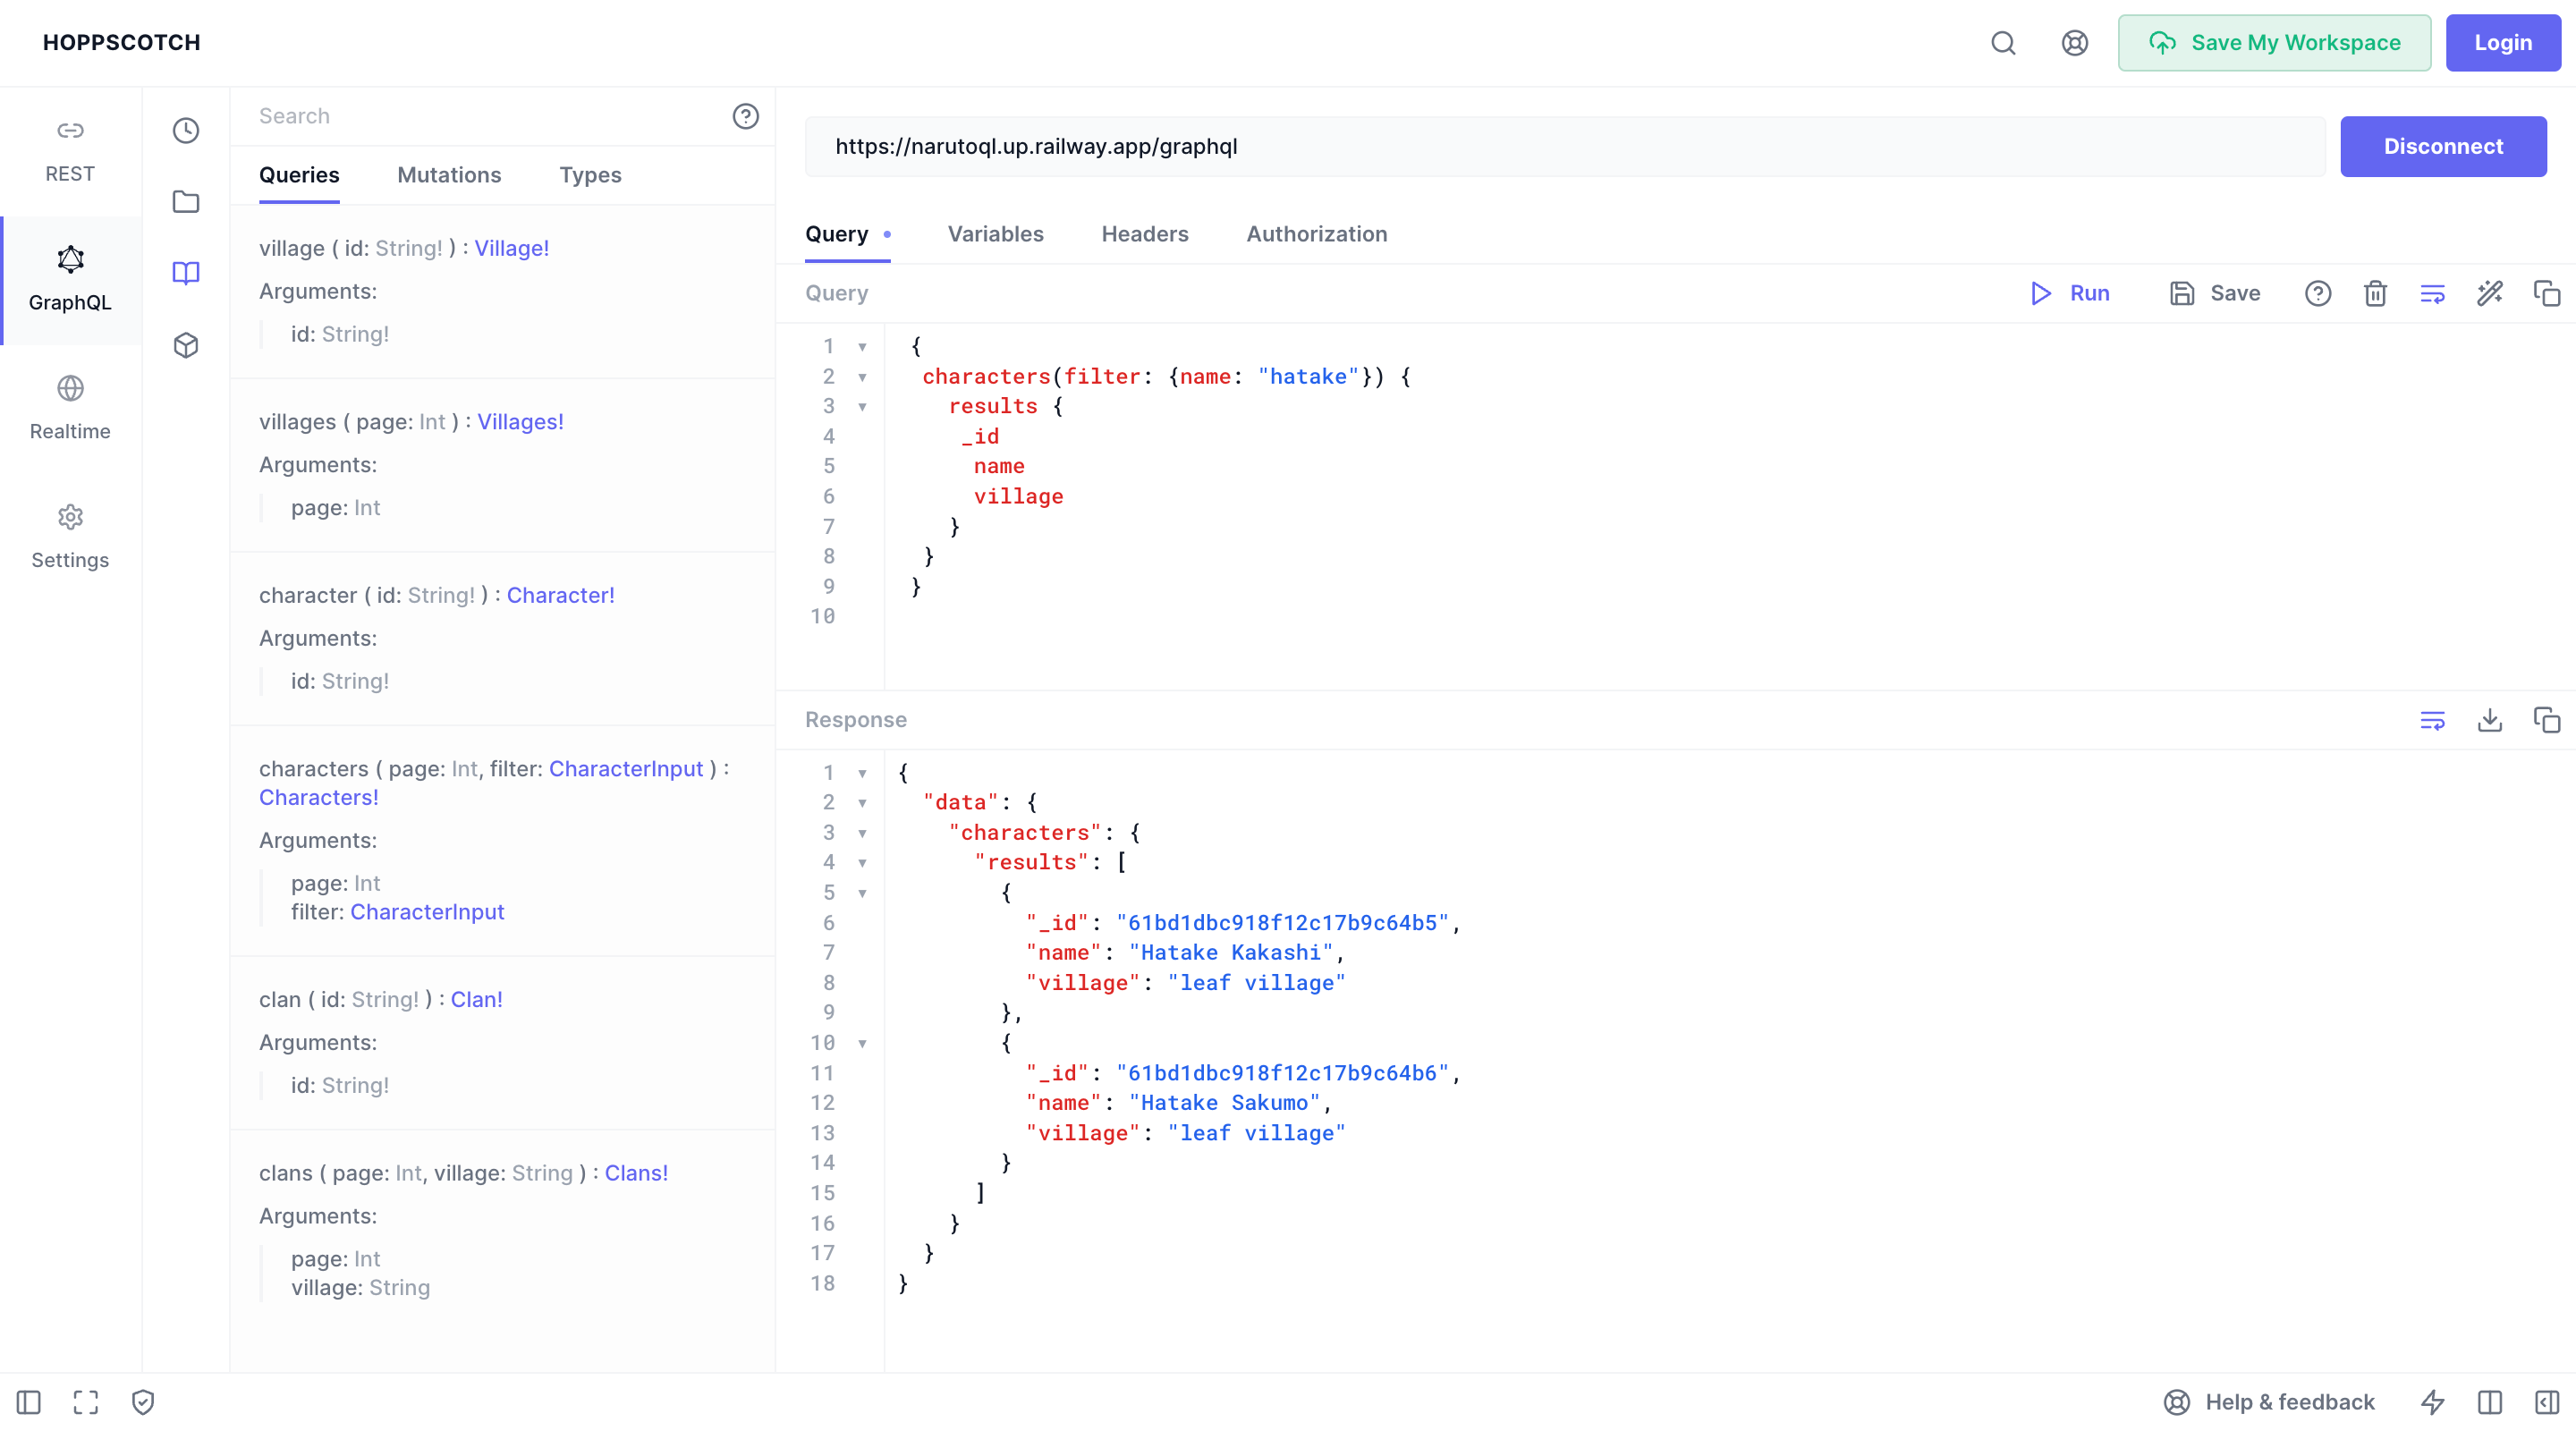 HOPPSCOTCH
Save My Workspace
Login
REST
GraphQL
Realtime
Settings
Search
Queries Mutations Types
village ( id: String! ) : Village!
Arguments:
id: String!
villages ( page: Int ) : Villages!
Arguments:
page: Int
character ( id: String! ) : Character!
Arguments:
id: String!
characters ( page: Int, filter: CharacterInput ) :
Characters!
Arguments:
page: Int
filter: CharacterInput
clan ( id: String! ) : Clan!
Arguments:
id: String!
clans ( page: Int, village: String ) : Clans!
Arguments:
page: Int
village: String
https://narutoql.up.railway.app/graphql
Disconnect
Query Variables Headers Authorization
Query
Run
Save
1 {
2 characters(filter: {name: "hatake"}) {
3 results {
4 _id
5 name
6 village
7 }
8 }
9 }
10
Response
1 {
2 "data": {
3 "characters": {
4 "results": [
5 {
6 "_id": "61bd1dbc918f12c17b9c64b5",
7 "name": "Hatake Kakashi",
8 "village": "leaf village"
9 },
10 {
11 "_id": "61bd1dbc918f12c17b9c64b6",
12 "name": "Hatake Sakumo",
13 "village": "leaf village"
14 }
15 ]
16 }
17 }
18 }
Help & feedback